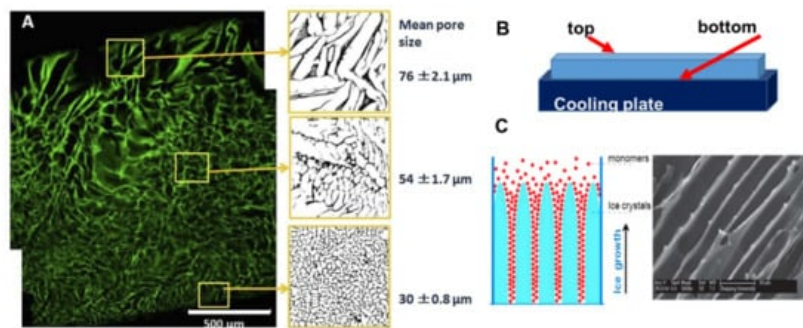 A
Mean pore
size
76 ±2.1 μm
54 ±1.7 μm
30 ±0.8 μm
500 μm
B
top
bottom
Cooling plate
C
monomers
Ice crystals
Ice growth